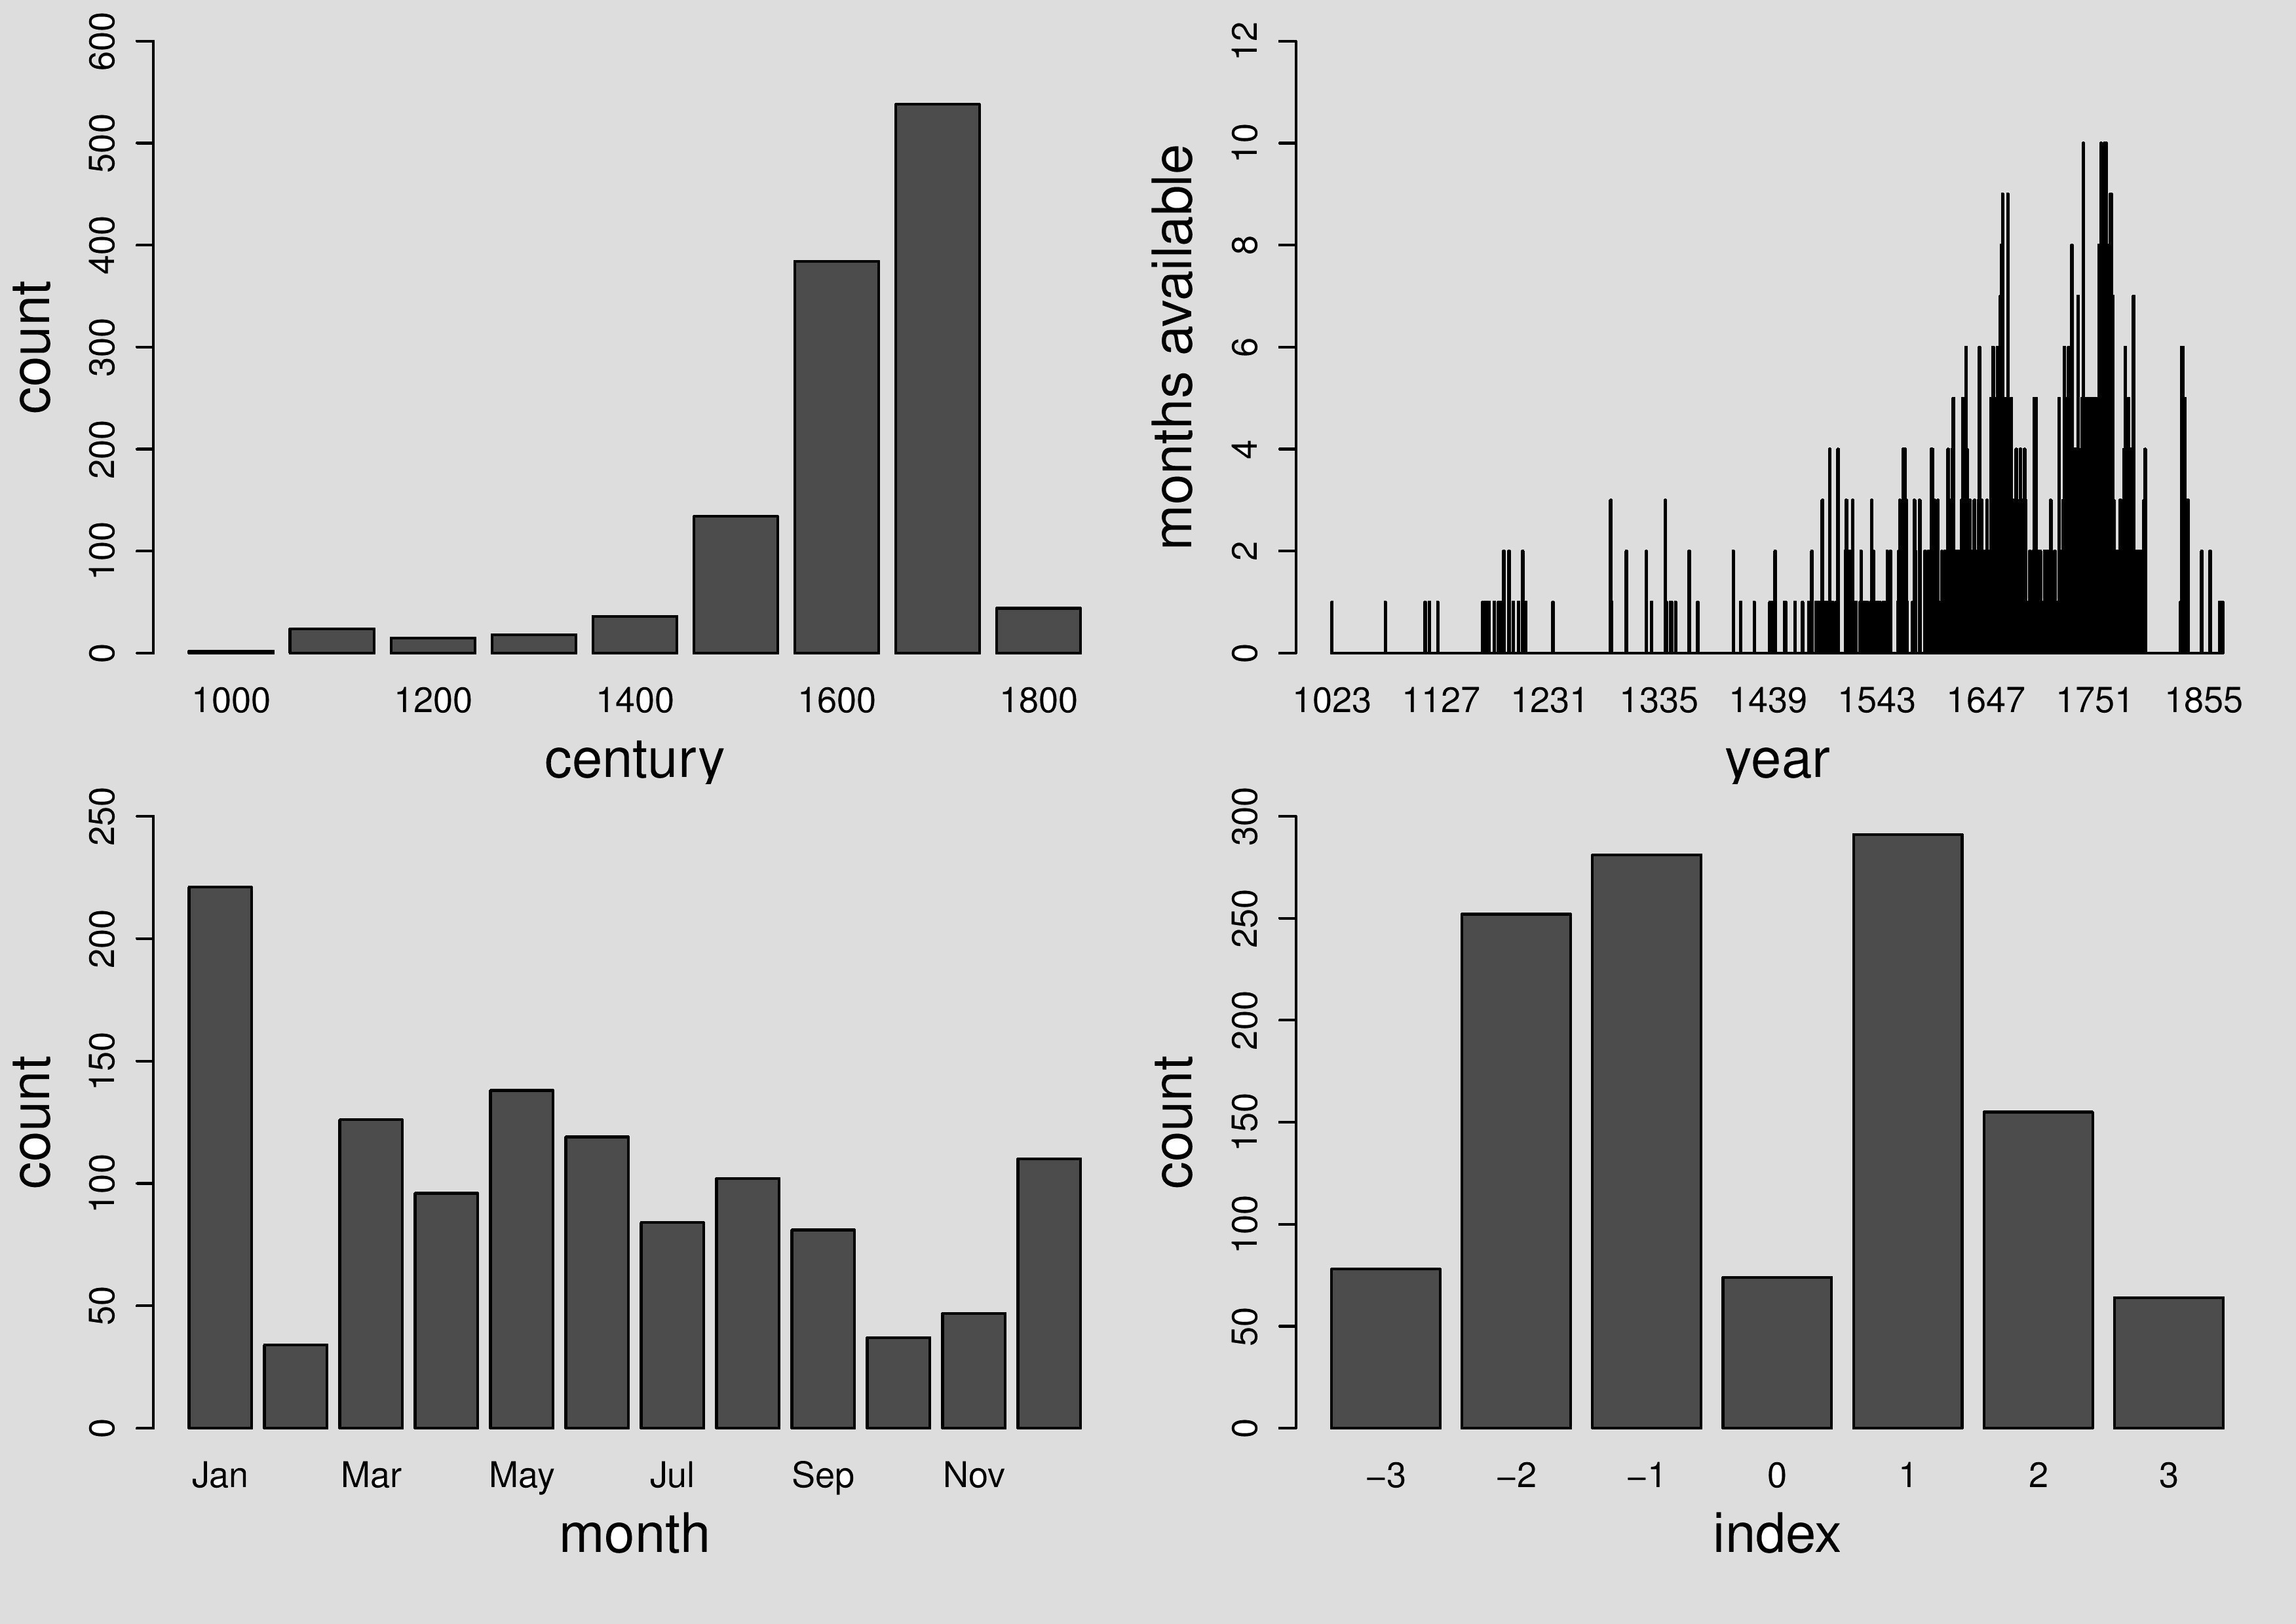 count
0 100 200 300 400 500 600
1000 1200 1400 1600 1800
century
months available
0 2 4 6 8 10 12
1023 1127 1231 1335 1439 1543 1647 1751 1855
year
count
0 50 100 150 200 250
Jan Mar May Jul Sep Nov
month
count
0 50 100 150 200 250 300
−3 −2 −1 0 1 2 3
index